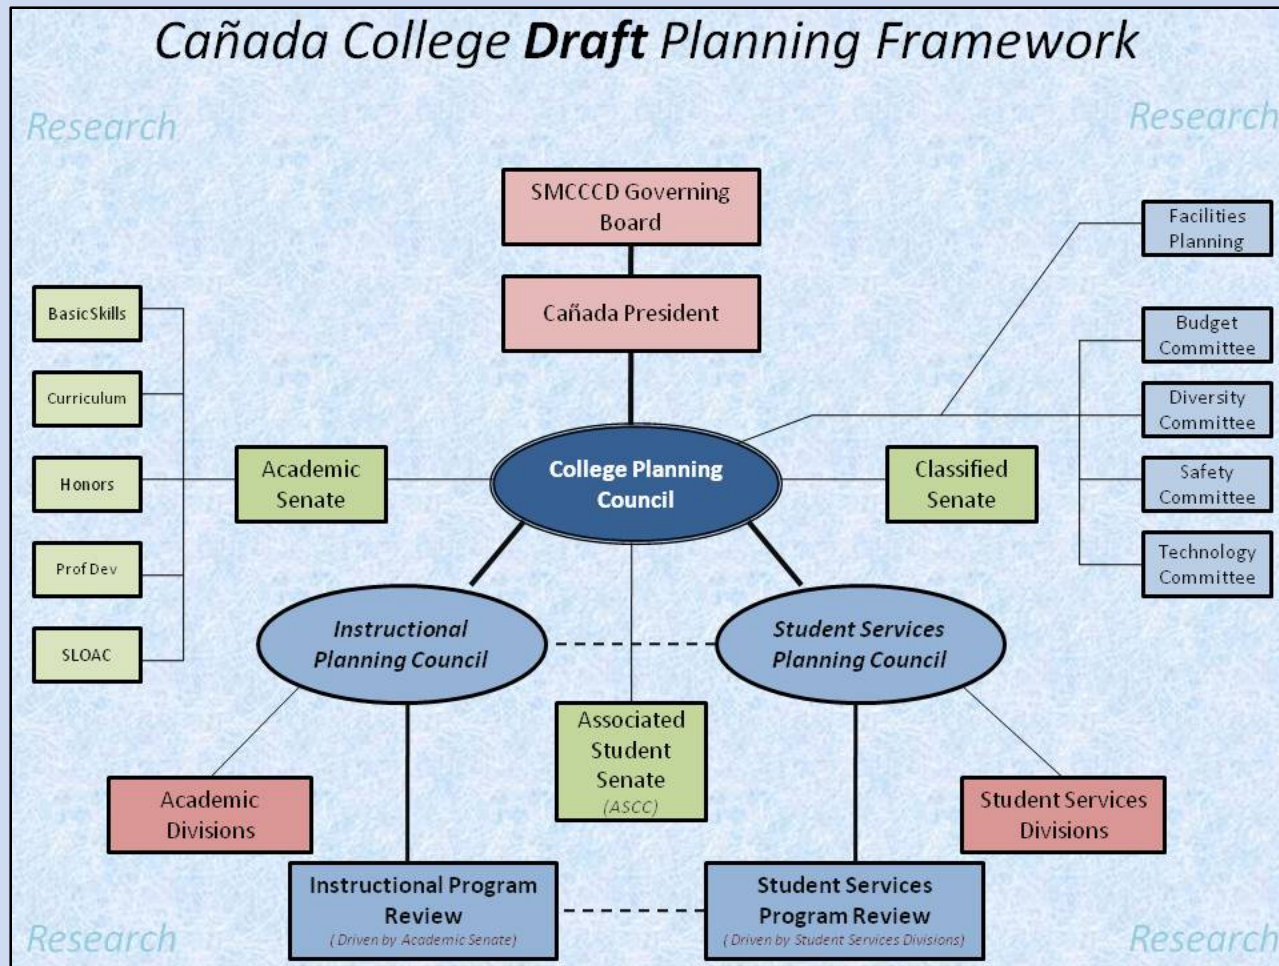 Cañada College Draft Planning Framework
Research
Research
SMCCCD Governing
Board
Cañada President
Facilities
Planning
Basic Skills
Curriculum
Honors
Prof Dev
SLOAC
Academic
Senate
College Planning
Council
Classified
Senate
Budget
Committee
Diversity
Committee
Safety
Committee
Technology
Committee
Instructional
Planning Council
Student Services
Planning Council
Associated
Student
Senate
(ASCC)
Academic
Divisions
Student Services
Divisions
Instructional Program
Review
( Driven by Academic Senate)
Student Services
Program Review
( Driven by Student Services Divisions)
Research
Research